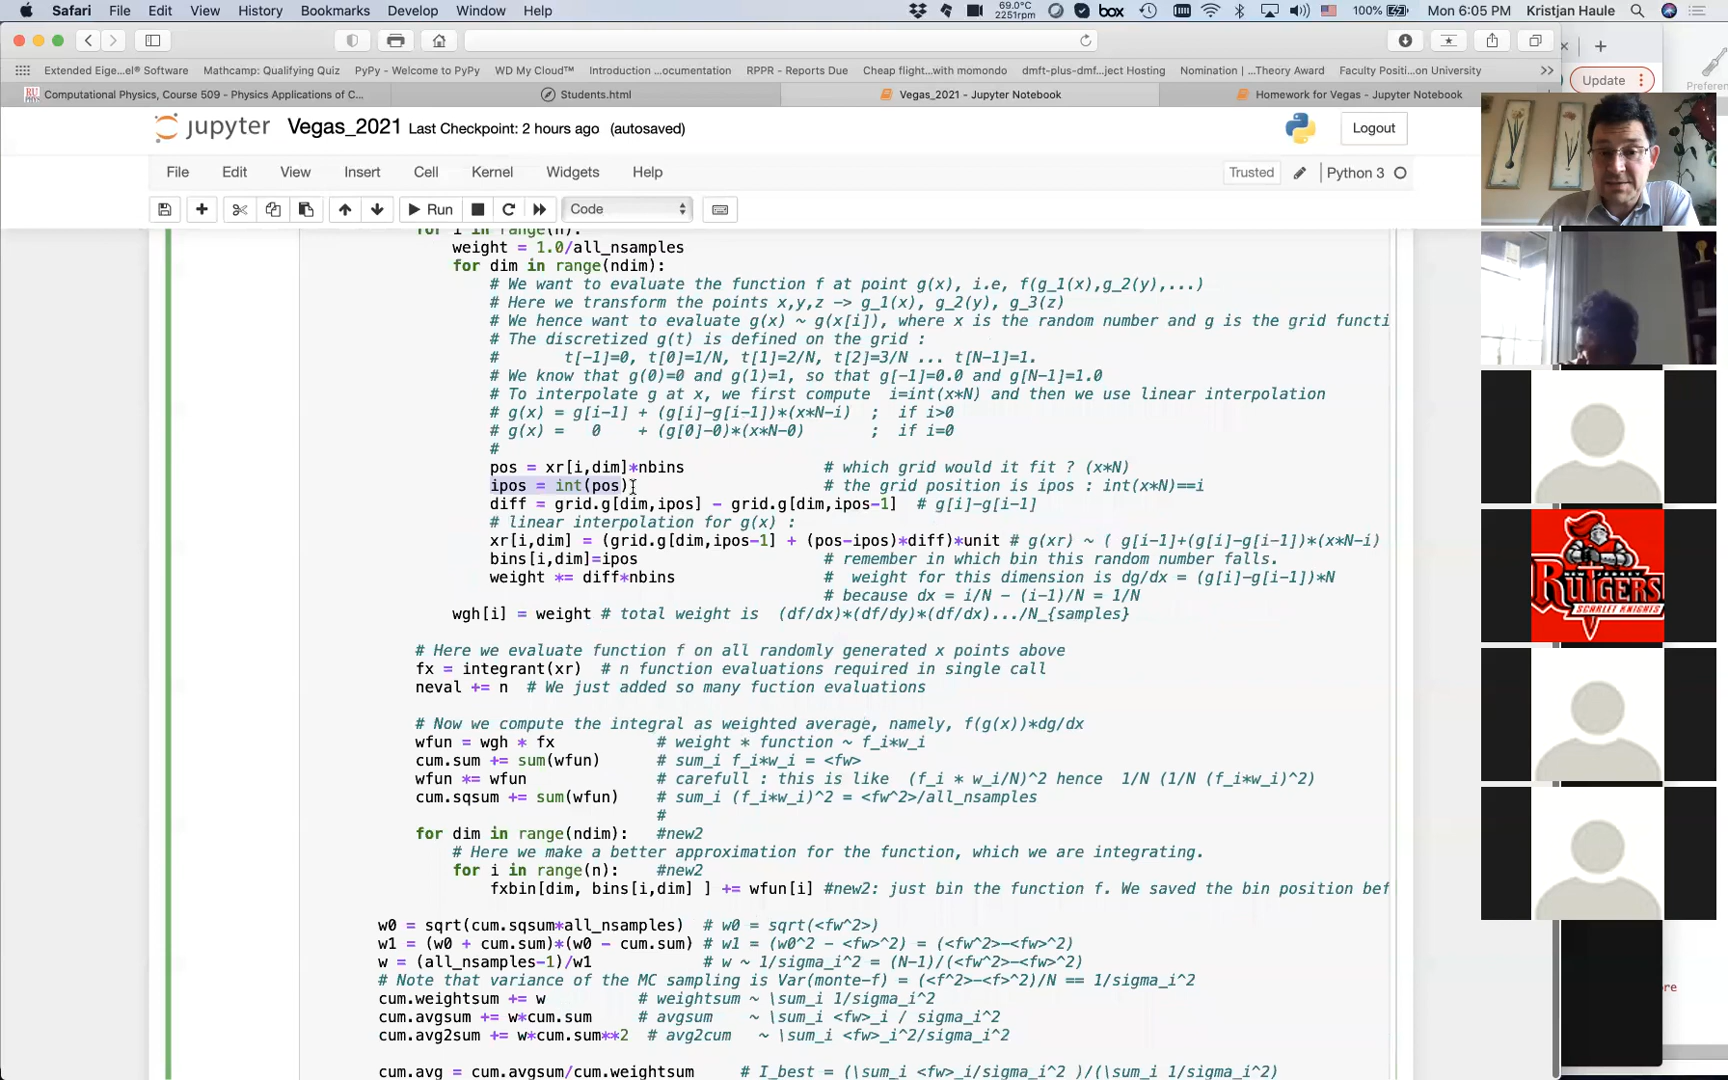 Safari File Edit View History Bookmarks Develop Window Help 69.0°C 2251rpm box 100% Mon 6:05 PM Kristjan Haule
Extended Eige...el® Software Mathcamp: Qualifying Quiz PyPy - Welcome to PyPy WD My Cloud™ Introduction ...ocumentation RPPR - Reports Due Cheap flight...with momondo dmft-plus-dmf...ject Hosting Nomination | ...Theory Award Faculty Positi...on University >> Update Preferen
Computational Physics, Course 509 - Physics Applications of C... Students.html Vegas_2021 - Jupyter Notebook Homework for Vegas - Jupyter Notebook
jupyter Vegas_2021 Last Checkpoint: 2 hours ago (autosaved) Logout
File Edit View Insert Cell Kernel Widgets Help Trusted Python 3
Run Code
for i in range(n):
weight = 1.0/all_nsamples
for dim in range(ndim):
# We want to evaluate the function f at point g(x), i.e, f(g_1(x),g_2(y),...)
# Here we transform the points x,y,z -> g_1(x), g_2(y), g_3(z)
# We hence want to evaluate g(x) ~ g(x[i]), where x is the random number and g is the grid functi
# The discretized g(t) is defined on the grid :
# t[-1]=0, t[0]=1/N, t[1]=2/N, t[2]=3/N ... t[N-1]=1.
# We know that g(0)=0 and g(1)=1, so that g[-1]=0.0 and g[N-1]=1.0
# To interpolate g at x, we first compute i=int(x*N) and then we use linear interpolation
# g(x) = g[i-1] + (g[i]-g[i-1])*(x*N-i) ; if i>0
# g(x) = 0 + (g[0]-0)*(x*N-0) ; if i=0
#
pos = xr[i,dim]*nbins # which grid would it fit ? (x*N)
ipos = int(pos) # the grid position is ipos : int(x*N)==i
diff = grid.g[dim,ipos] - grid.g[dim,ipos-1] # g[i]-g[i-1]
# linear interpolation for g(x) :
xr[i,dim] = (grid.g[dim,ipos-1] + (pos-ipos)*diff)*unit # g(xr) ~ ( g[i-1]+(g[i]-g[i-1])*(x*N-i)
bins[i,dim]=ipos # remember in which bin this random number falls.
weight *= diff*nbins # weight for this dimension is dg/dx = (g[i]-g[i-1])*N
# because dx = i/N - (i-1)/N = 1/N
wgh[i] = weight # total weight is (df/dx)*(df/dy)*(df/dx).../N_{samples}
# Here we evaluate function f on all randomly generated x points above
fx = integrant(xr) # n function evaluations required in single call
neval += n # We just added so many fuction evaluations
# Now we compute the integral as weighted average, namely, f(g(x))*dg/dx
wfun = wgh * fx # weight * function ~ f_i*w_i
cum.sum += sum(wfun) # sum_i f_i*w_i = <fw>
wfun *= wfun # carefull : this is like (f_i * w_i/N)^2 hence 1/N (1/N (f_i*w_i)^2)
cum.sqsum += sum(wfun) # sum_i (f_i*w_i)^2 = <fw^2>/all_nsamples
#
for dim in range(ndim): #new2
# Here we make a better approximation for the function, which we are integrating.
for i in range(n): #new2
fxbin[dim, bins[i,dim] ] += wfun[i] #new2: just bin the function f. We saved the bin position bef
w0 = sqrt(cum.sqsum*all_nsamples) # w0 = sqrt(<fw^2>)
w1 = (w0 + cum.sum)*(w0 - cum.sum) # w1 = (w0^2 - <fw>^2) = (<fw^2>-<fw>^2)
w = (all_nsamples-1)/w1 # w ~ 1/sigma_i^2 = (N-1)/(<fw^2>-<fw>^2)
# Note that variance of the MC sampling is Var(monte-f) = (<f^2>-<f>^2)/N == 1/sigma_i^2
cum.weightsum += w # weightsum ~ \sum_i 1/sigma_i^2
cum.avgsum += w*cum.sum # avgsum ~ \sum_i <fw>_i / sigma_i^2
cum.avg2sum += w*cum.sum**2 # avg2cum ~ \sum_i <fw>_i^2/sigma_i^2
cum.avg = cum.avgsum/cum.weightsum # I_best = (\sum_i <fw>_i/sigma_i^2 )/(\sum_i 1/sigma_i^2)
RUTGERS
SCARLET KNIGHTS
ore